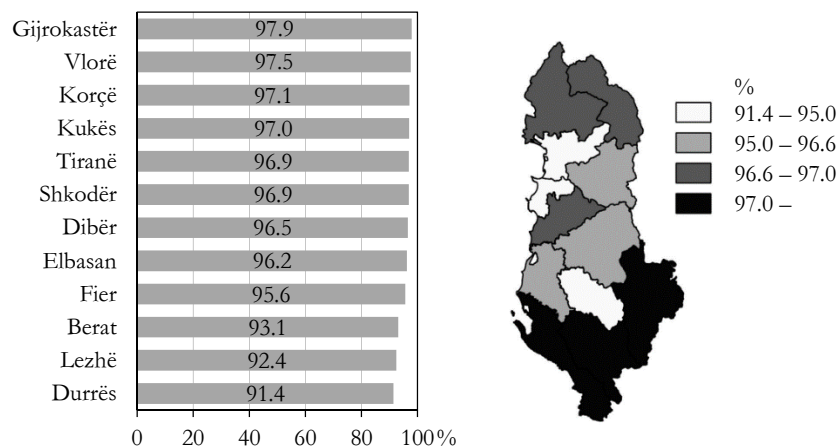 Gijrokastër 97.9
Vlorë 97.5
Korçë 97.1
Kukës 97.0
Tiranë 96.9
Shkodër 96.9
Dibër 96.5
Elbasan 96.2
Fier 95.6
Berat 93.1
Lezhë 92.4
Durrës 91.4
0 20 40 60 80 100 %
%
91.4 – 95.0
95.0 – 96.6
96.6 – 97.0
97.0 –